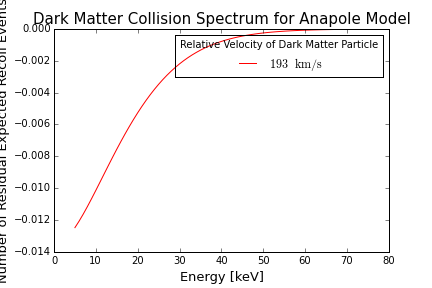 Dark Matter Collision Spectrum for Anapole Model
Number of Residual Expected Recoil Events
0.000
−0.002
−0.004
−0.006
−0.008
−0.010
−0.012
−0.014
Relative Velocity of Dark Matter Particle
193 km/s
0 10 20 30 40 50 60 70 80
Energy [keV]